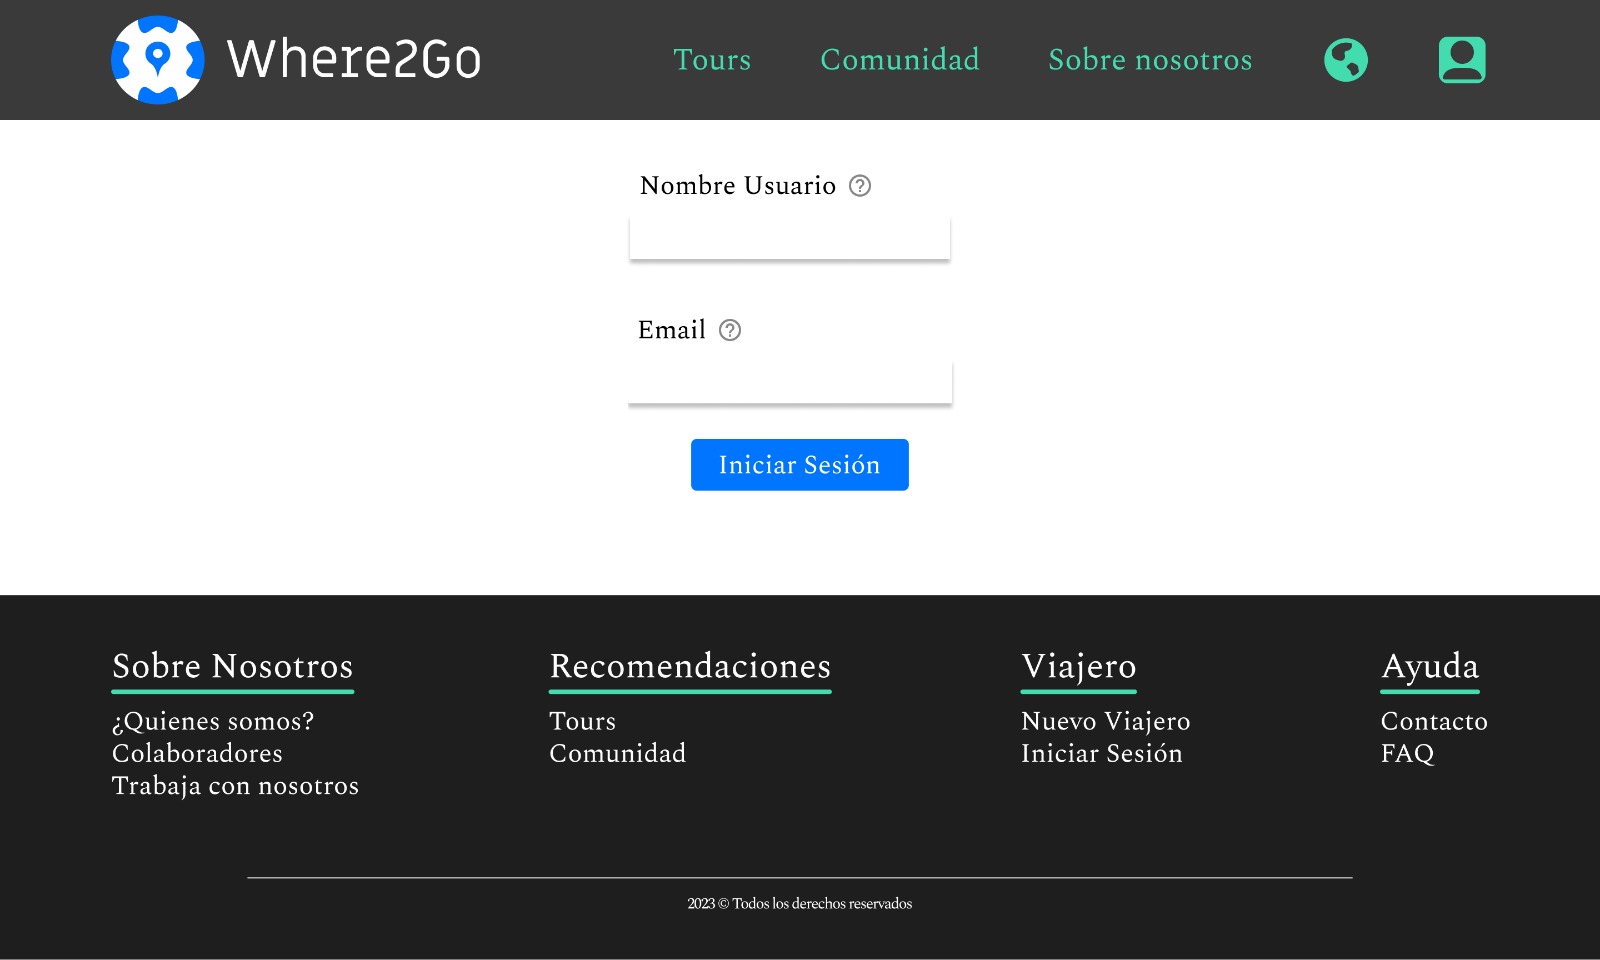 Where2Go
Tours
Comunidad
Sobre nosotros
Nombre Usuario
Email
Iniciar Sesión
Sobre Nosotros
¿Quienes somos?
Colaboradores
Trabaja con nosotros
Recomendaciones
Tours
Comunidad
Viajero
Nuevo Viajero
Iniciar Sesión
Ayuda
Contacto
FAQ
2023 © Todos los derechos reservados